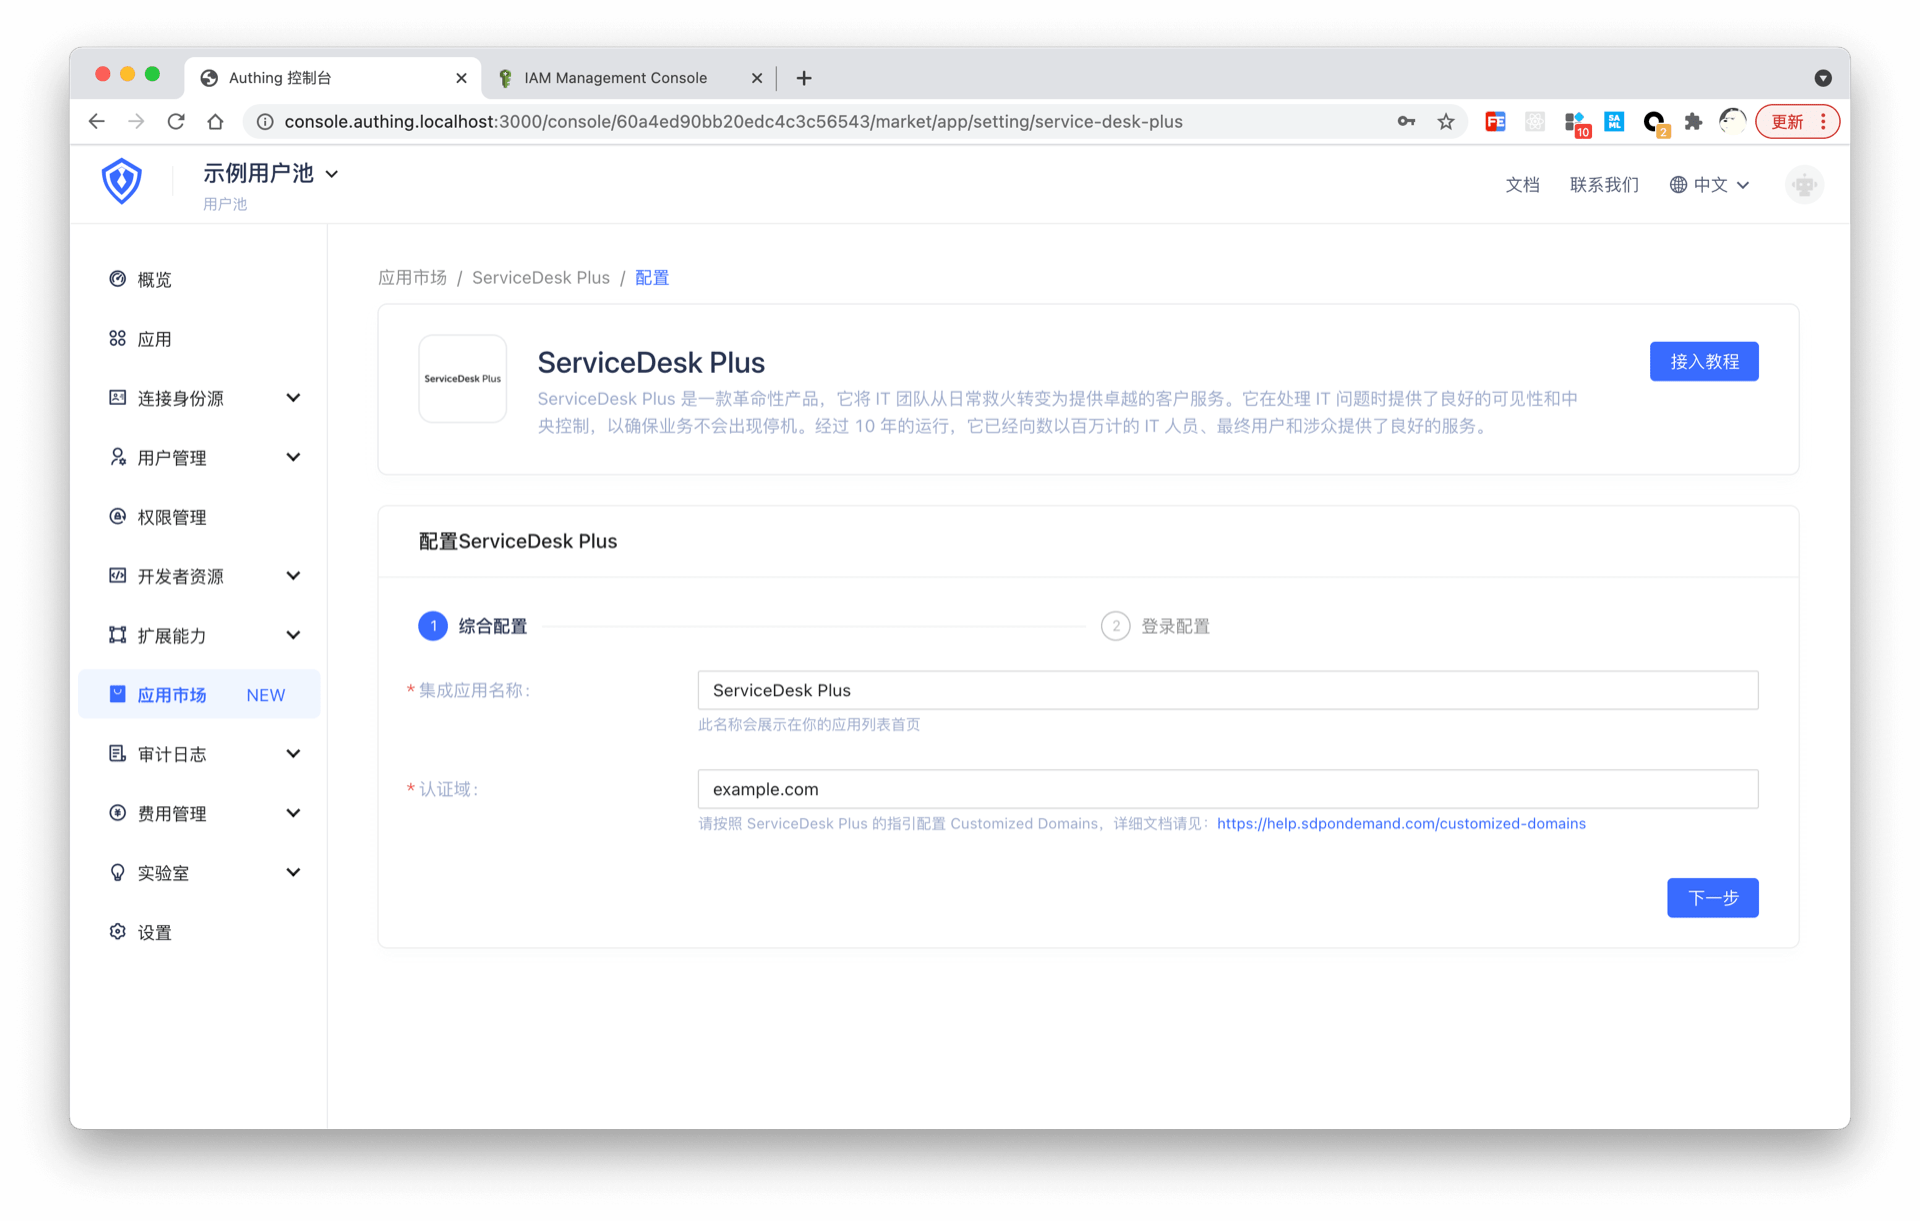 Authing 控制台
IAM Management Console
console.authing.localhost:3000/console/60a4ed90bb20edc4c3c56543/market/app/setting/service-desk-plus
FE
10
SA
ML
2
更新
示例用户池
用户池
文档
联系我们
中文
概览
应用
连接身份源
用户管理
权限管理
开发者资源
扩展能力
应用市场 NEW
审计日志
费用管理
实验室
设置
应用市场 / ServiceDesk Plus / 配置
ServiceDesk Plus
ServiceDesk Plus
接入教程
ServiceDesk Plus 是一款革命性产品，它将 IT 团队从日常救火转变为提供卓越的客户服务。它在处理 IT 问题时提供了良好的可见性和中
央控制，以确保业务不会出现停机。经过 10 年的运行，它已经向数以百万计的 IT 人员、最终用户和涉众提供了良好的服务。
配置ServiceDesk Plus
1 综合配置
2 登录配置
* 集成应用名称:
ServiceDesk Plus
此名称会展示在你的应用列表首页
* 认证域:
example.com
请按照 ServiceDesk Plus 的指引配置 Customized Domains，详细文档请见：https://help.sdpondemand.com/customized-domains
下一步